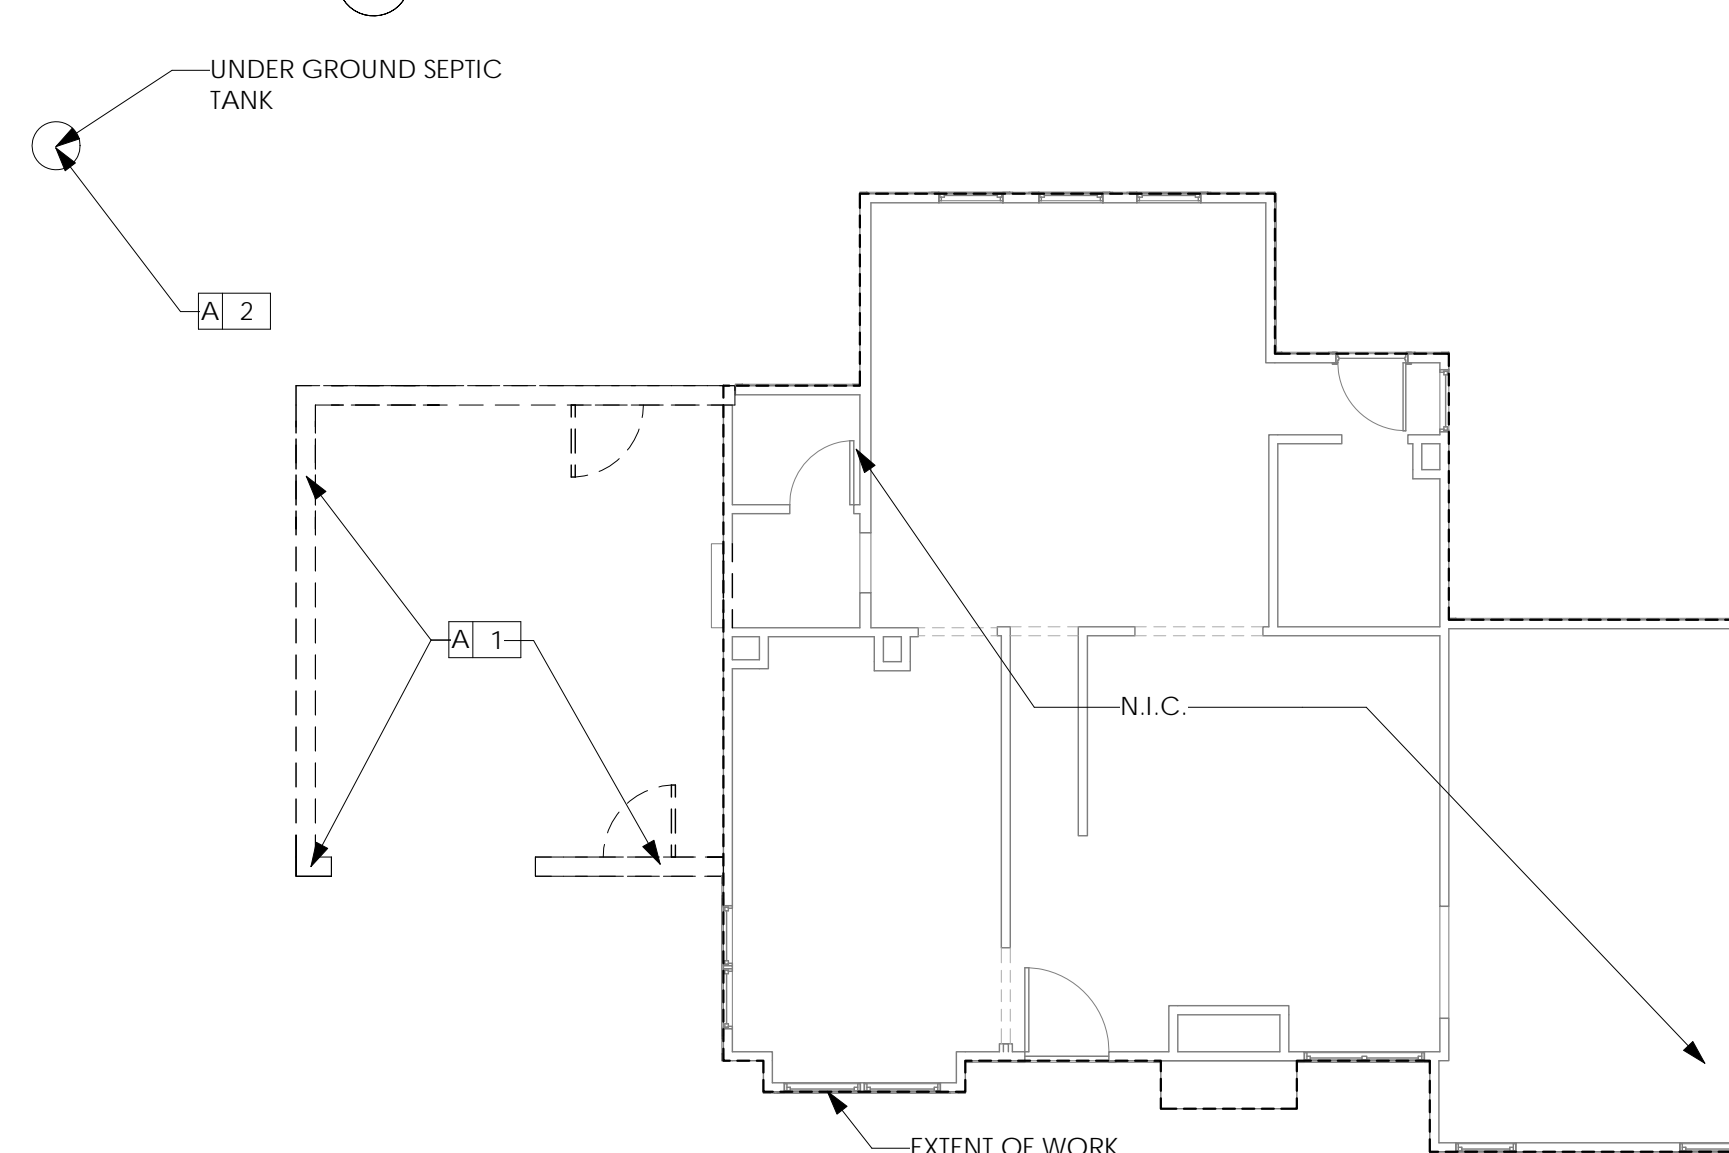 UNDER GROUND SEPTIC
TANK
A 2
A 1
N.I.C.
EXTENT OF WORK